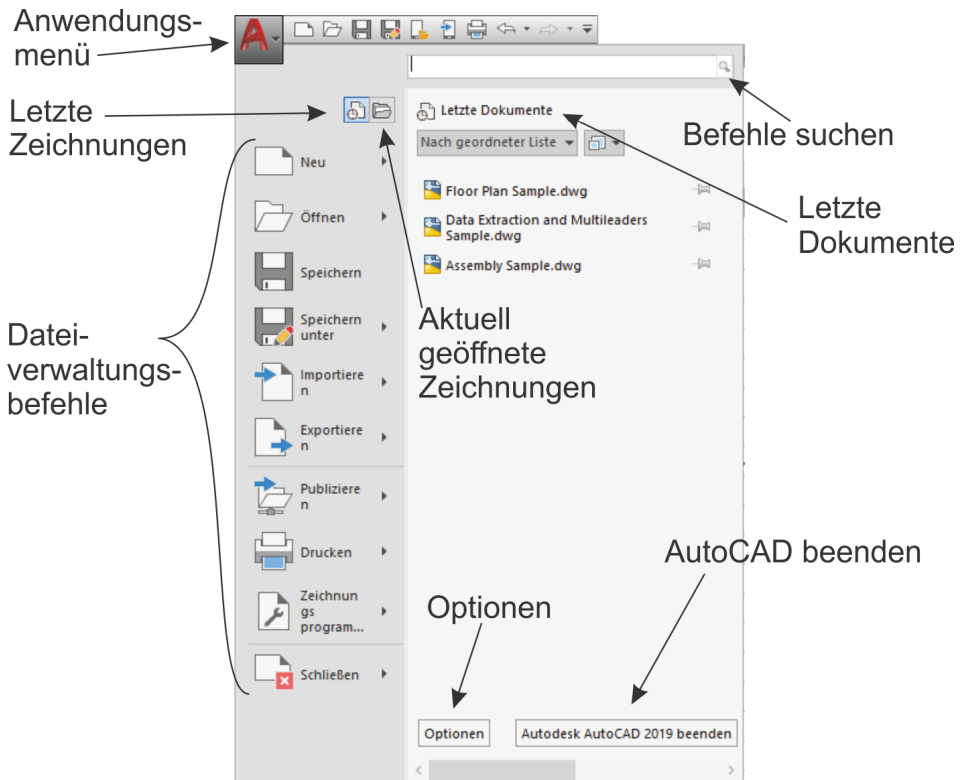 Anwendungs-
menü
Letzte
Zeichnungen
Letzte Dokumente
Befehle suchen
Nach geordneter Liste
Neu
Floor Plan Sample.dwg
Letzte
Dokumente
Öffnen
Data Extraction and Multileaders
Sample.dwg
Speichern
Assembly Sample.dwg
Datei-
verwaltungs-
befehle
Speichern
unter
Aktuell
geöffnete
Zeichnungen
Importiere
n
Exportiere
n
Publiziere
n
Drucken
AutoCAD beenden
Zeichnun
gs
program...
Optionen
Schließen
Optionen
Autodesk AutoCAD 2019 beenden